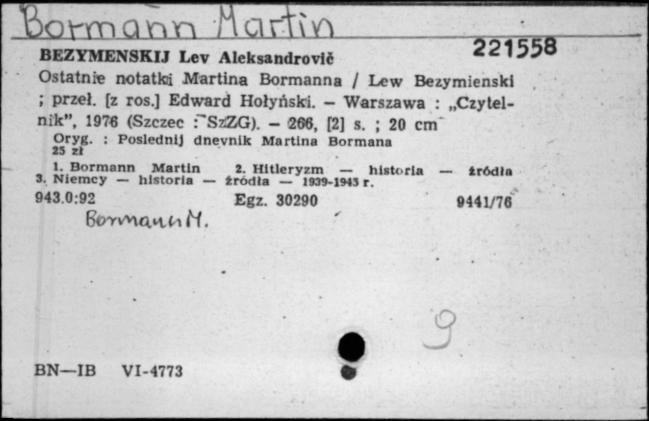 Bormann Martin
221558
BEZYMENSKIJ Lev Aleksandrovič
Ostatnie notatki Martina Bormanna / Lew Bezymienski
; przeł. [z ros.] Edward Hołyński. — Warszawa : „Czytel-
nik”, 1976 (Szczec : SzZG). — 266, [2] s. ; 20 cm
Oryg. : Poslednij dnevnik Martina Bormana
25 zł
1. Bormann Martin 2. Hitleryzm — historia — źródła
3. Niemcy — historia — źródła — 1939-1945 r.
943.0:92 Egz. 30290 9441/76
Bormann M.
9
BN—IB VI-4773